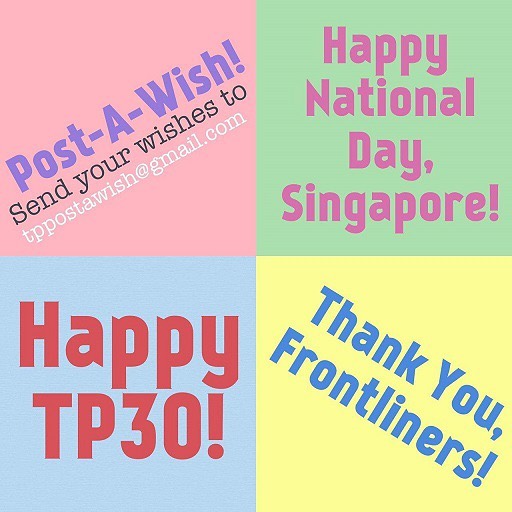 Post-A-Wish!
Send your wishes to
tppostawish@gmail.com
Happy
National
Day,
Singapore!
Happy
TP30!
Thank You,
Frontliners!